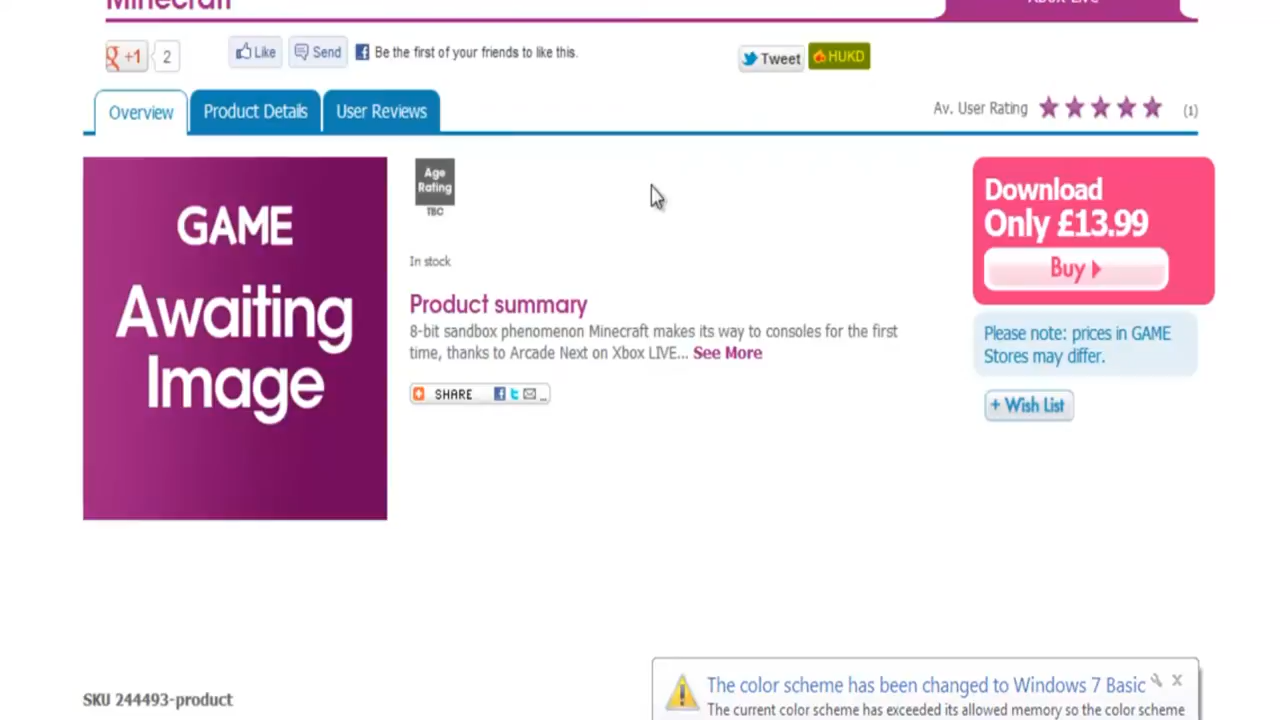 Minecraft
Xbox Live
g +1 2
Like
Send
f Be the first of your friends to like this.
Tweet
HUKD
Overview
Product Details
User Reviews
Av. User Rating
(1)
GAME
Awaiting
Image
Age
Rating
TBC
In stock
Product summary
8-bit sandbox phenomenon Minecraft makes its way to consoles for the first
time, thanks to Arcade Next on Xbox LIVE... See More
SHARE
Download
Only £13.99
Buy
Please note: prices in GAME
Stores may differ.
+ Wish List
SKU 244493-product
The color scheme has been changed to Windows 7 Basic
The current color scheme has exceeded its allowed memory so the color scheme